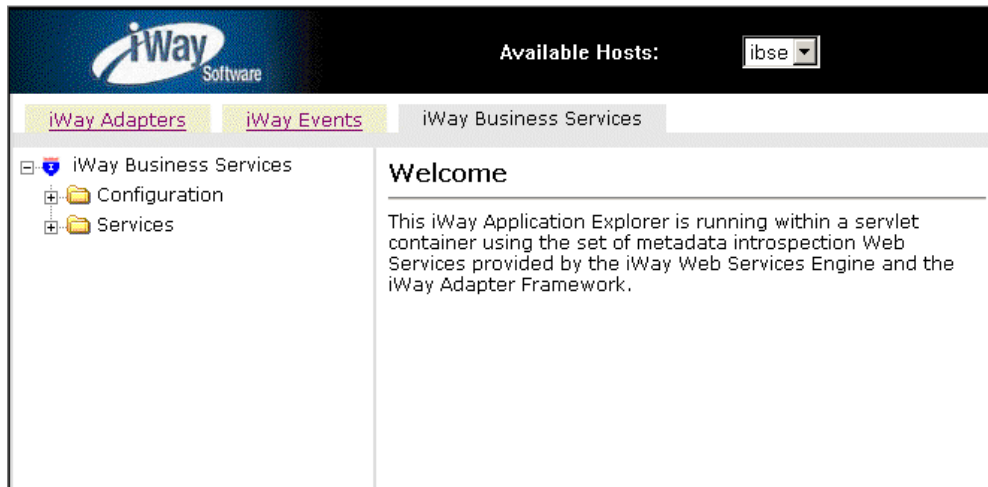 iWay
Software
Available Hosts:
ibse
iWay Adapters
iWay Events
iWay Business Services
iWay Business Services
Configuration
Services
Welcome
This iWay Application Explorer is running within a servlet
container using the set of metadata introspection Web
Services provided by the iWay Web Services Engine and the
iWay Adapter Framework.